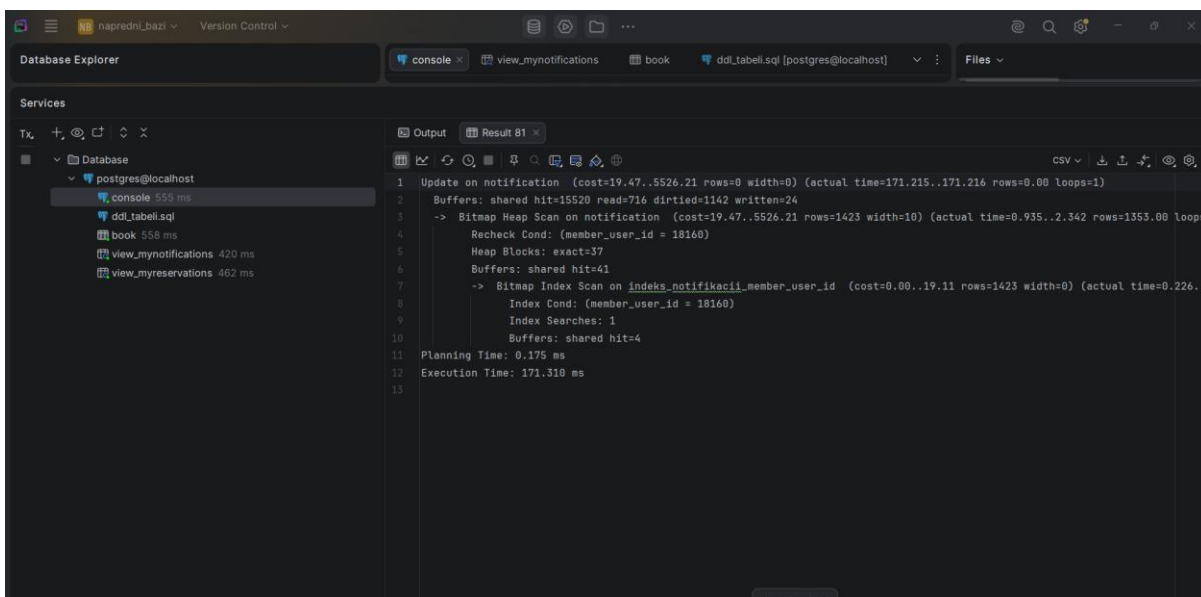 NB napredni_bazi Version Control
Database Explorer
console
view_mynotifications
book
ddl_tabeli.sql [postgres@localhost]
Files
Services
Tx
Database
postgres@localhost
console 555 ms
ddl_tabeli.sql
book 558 ms
view_mynotifications 420 ms
view_myreservations 462 ms
Output
Result 81
CSV
1 Update on notification (cost=19.47..5526.21 rows=0 width=0) (actual time=171.215..171.216 rows=0.00 loops=1)
2 Buffers: shared hit=15520 read=716 dirtied=1142 written=24
3 -> Bitmap Heap Scan on notification (cost=19.47..5526.21 rows=1423 width=10) (actual time=0.935..2.342 rows=1353.00 loop
4 Recheck Cond: (member_user_id = 18160)
5 Heap Blocks: exact=37
6 Buffers: shared hit=41
7 -> Bitmap Index Scan on indeks_notifikacii_member_user_id (cost=0.00..19.11 rows=1423 width=0) (actual time=0.226.
8 Index Cond: (member_user_id = 18160)
9 Index Searches: 1
10 Buffers: shared hit=4
11 Planning Time: 0.175 ms
12 Execution Time: 171.310 ms
13